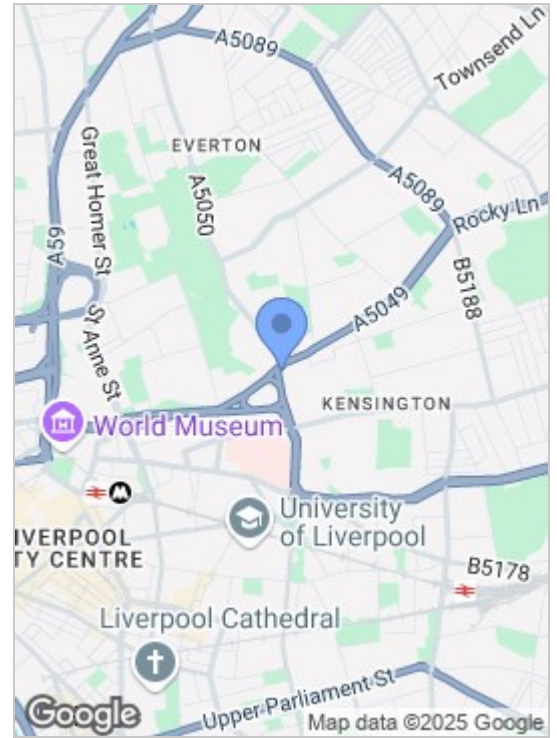 A5089
Townsend Ln
EVERTON
Great Homer St
A5050
A5089
Rocky Ln
A59
B5188
A5049
St Anne St
KENSINGTON
World Museum
University
of Liverpool
IVERPOOL
TY CENTRE
B5178
Liverpool Cathedral
Upper Parliament St
Google
Map data ©2025 Google